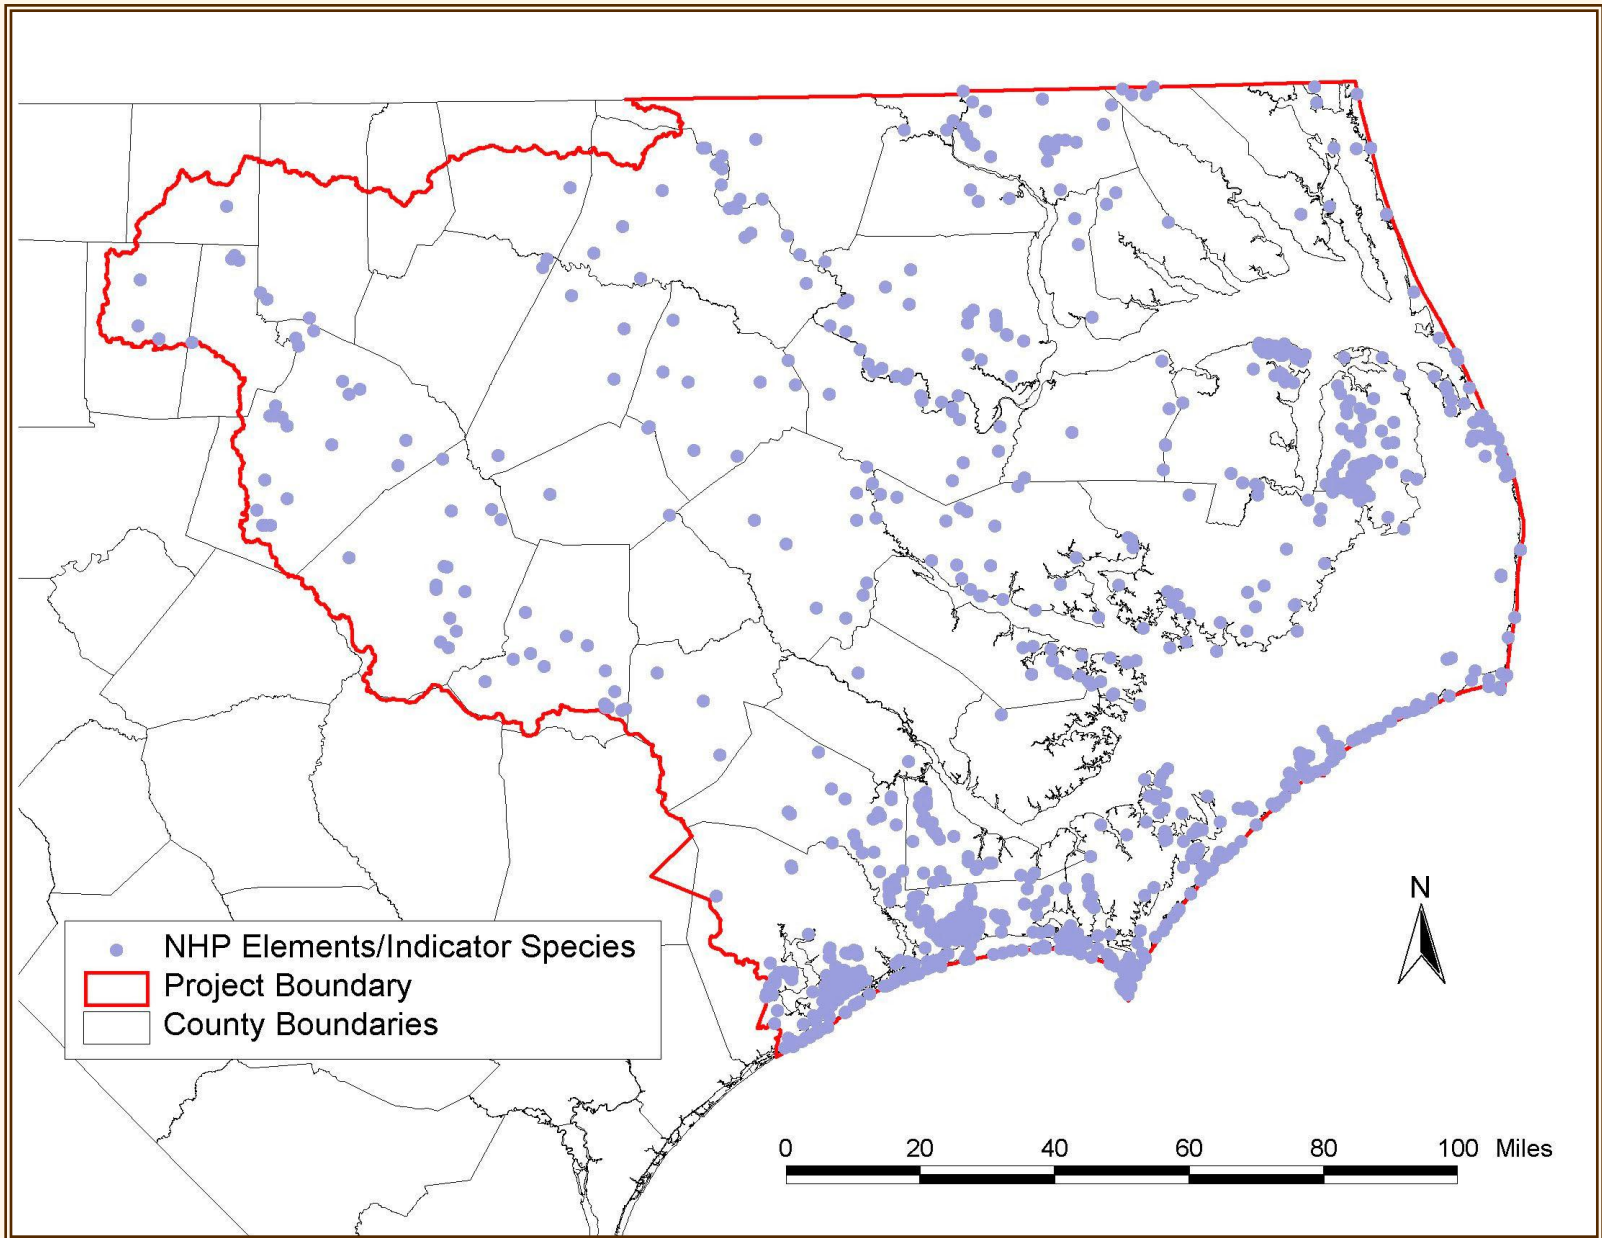 N
NHP Elements/Indicator Species
Project Boundary
County Boundaries
0 20 40 60 80 100 Miles